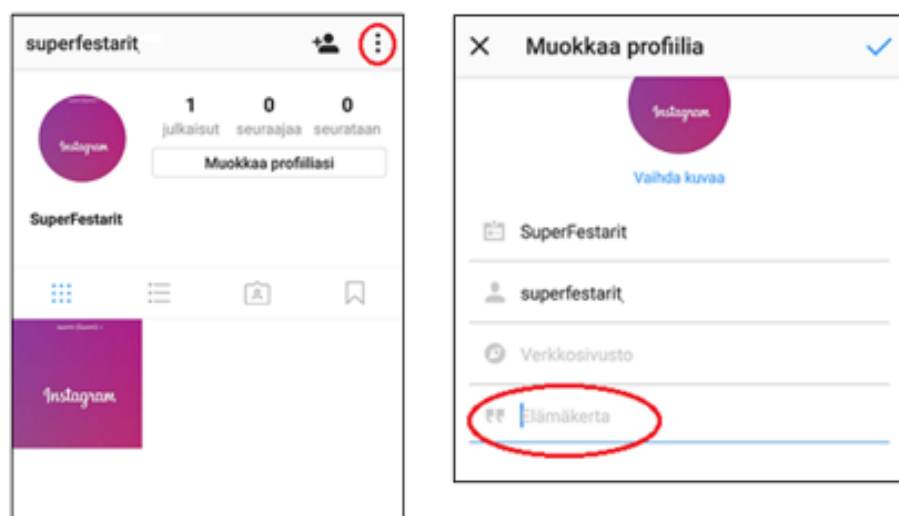 superfestarit
1 0 0
julkaisut seuraajaa seurataan
Muokkaa profiiliasi
Instagram
SuperFestarit
Instagram
Muokkaa profiilia
Instagram
Vaihda kuvaa
SuperFestarit
superfestarit
Verkkosivusto
Elämäkerta